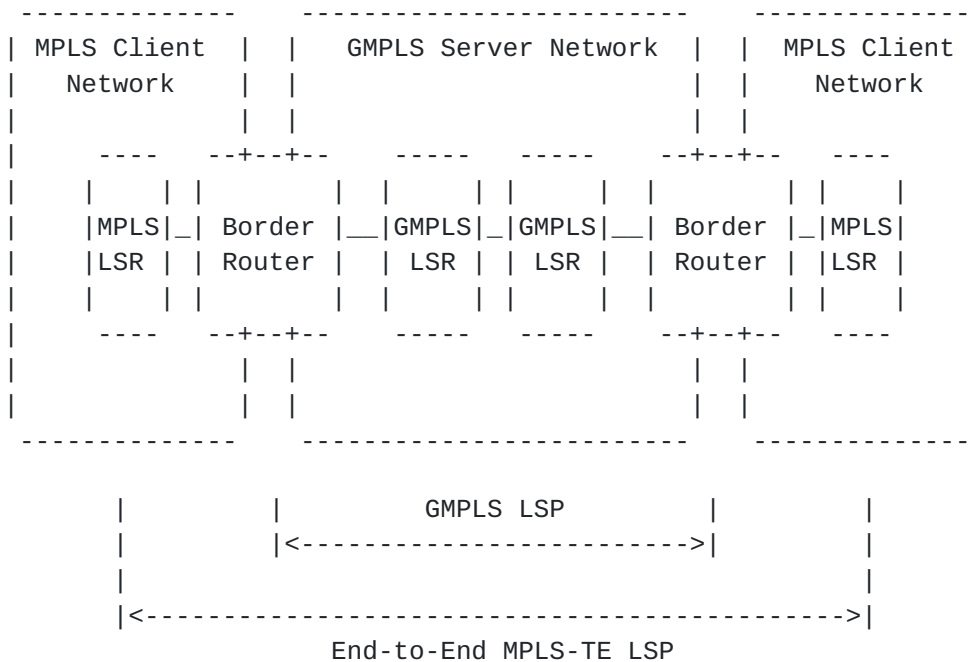 MPLS Client GMPLS Server Network MPLS Client
Network Network
MPLS Border GMPLS GMPLS Border MPLS
LSR Router LSR LSR Router LSR
GMPLS LSP
End-to-End MPLS-TE LSP